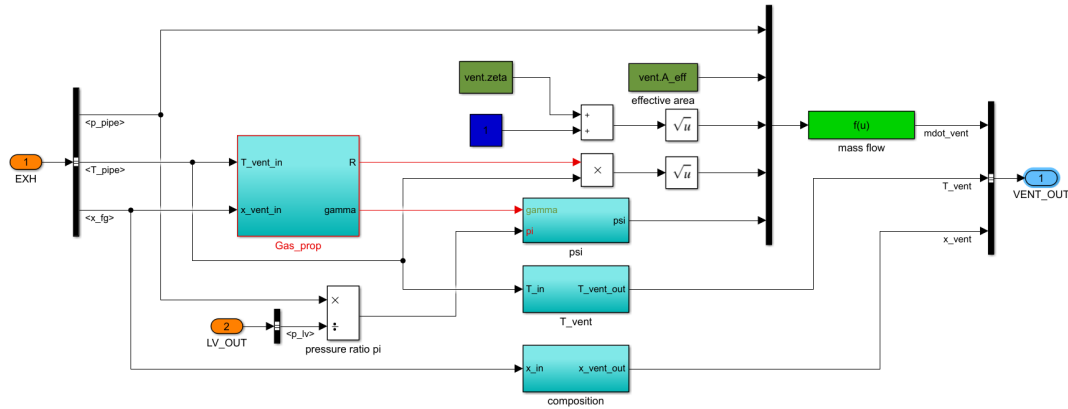 vent.zeta
vent.A_eff
effective area
+
+
√u
1
f(u)
mass flow
mdot_vent
<p_pipe>
1
EXH
<T_pipe>
<x_fg>
T_vent_in
R
x_vent_in
gamma
Gas_prop
×
√u
gamma
pi
psi
psi
T_vent
1
VENT_OUT
x_vent
×
÷
pressure ratio pi
2
LV_OUT
<p_lv>
T_in
T_vent_out
T_vent
x_in
x_vent_out
composition